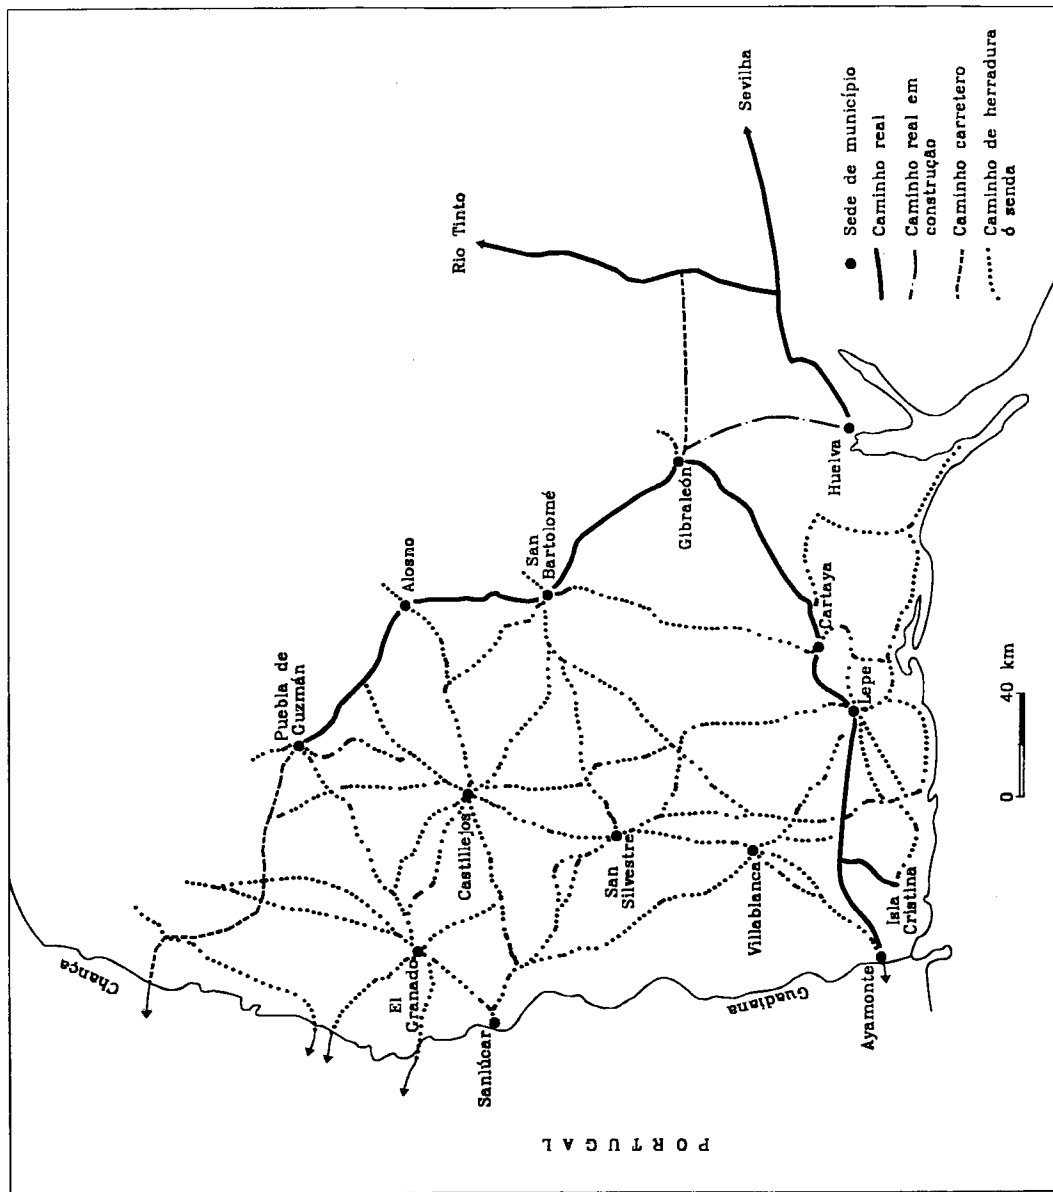 Sevilha
Rio Tinto
● Sede de município
Caminho real
Caminho real em
construção
Caminho carretero
Caminho de herradura
ó senda
Huelva
Gibraleón
San
Bartolomé
Alosno
Puebla de
Guzmán
Cartaya
Lepe
Castillejos
San
Silvestre
Villablanca
Isla
Cristina
Ayamonte
El
Granado
Sanlúcar
Chança
Guadiana
PORTUGAL
0 40 km